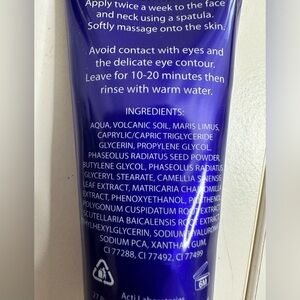 Apply twice a week to the face
and neck using a spatula.
Softly massage onto the skin.
Avoid contact with eyes and
the delicate eye contour.
Leave for 10-20 minutes then
rinse with warm water.
INGREDIENTS:
AQUA, VOLCANIC SOIL, MARIS LIMUS,
CAPRYLIC/CAPRIC TRIGLYCERIDE
GLYCERIN, PROPYLENE GLYCOL,
PHASEOLUS RADIATUS SEED POWDER,
BUTYLENE GLYCOL, PHASEOLUS RADIATUS
GLYCERYL STEARATE, CAMELLIA SINENSIS
LEAF EXTRACT, MATRICARIA CHAMOMILLA
EXTRACT, PHENOXYETHANOL,
POLYGONUM CUSPIDATUM ROOT EXTRACT
SCUTELLARIA BAICALENSIS ROOT EXTRACT
SODIUM
SODIUM PCA, XANTHAN GUM,
CI 77288, CI 77492, CI 77499
6M
Acti Laboratories